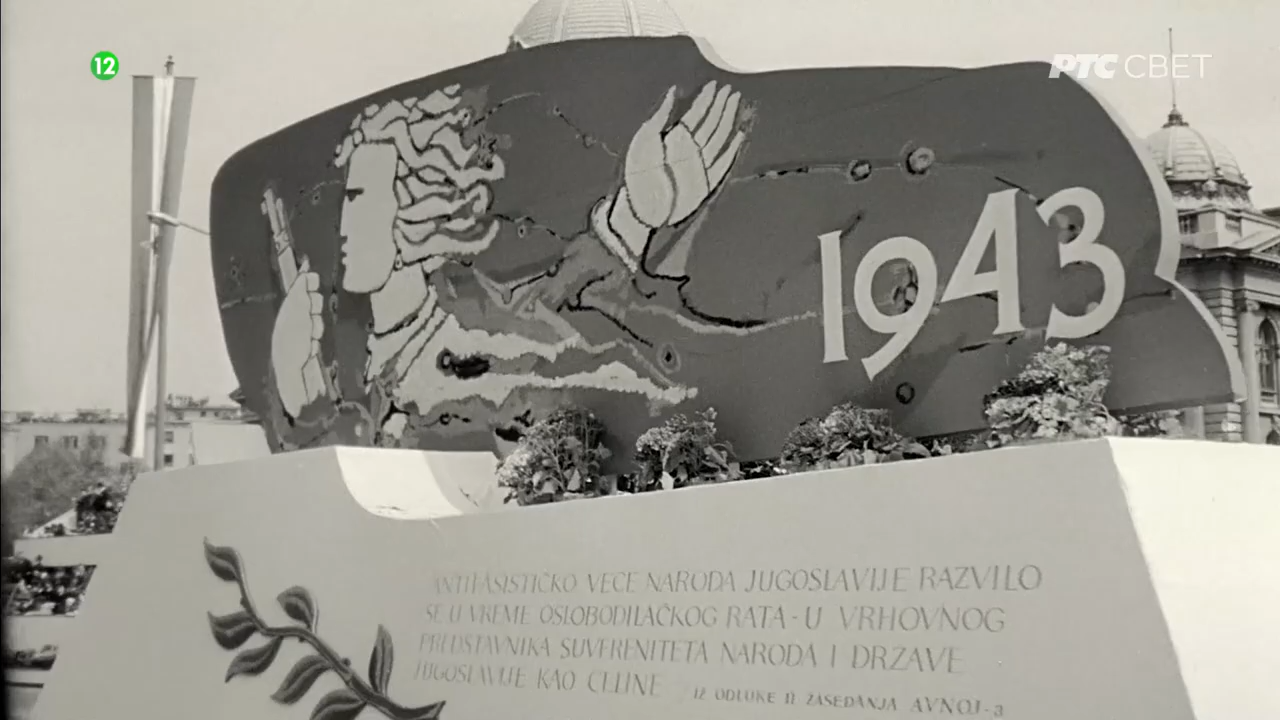 12
РТС СВЕТ
1943
ANTIFAŠISTIČKO VEĆE NARODA JUGOSLAVIJE RAZVILO
SE U VREME OSLOBODILAČKOG RATA - U VRHOVNOG
PREDSTAVNIKA SUVERENITETA NARODA I DRŽAVE
JUGOSLAVIJE KAO CELINE
IZ ODLUKE II ZASEDANJA AVNOJ-a